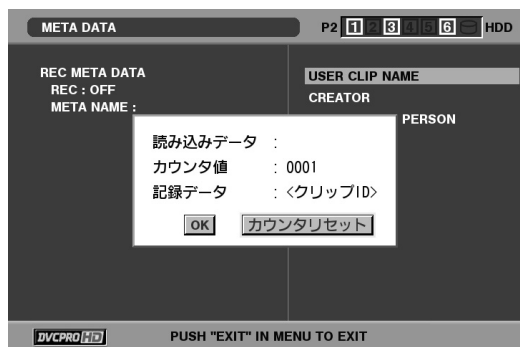 META DATA
P2 1 2 3 4 5 6 HDD
REC META DATA
REC : OFF
META NAME :
USER CLIP NAME
CREATOR
PERSON
読み込みデータ :
カウンタ値 : 0001
記録データ : <クリップID>
OK カウンタリセット
DVCPRO HD PUSH "EXIT" IN MENU TO EXIT